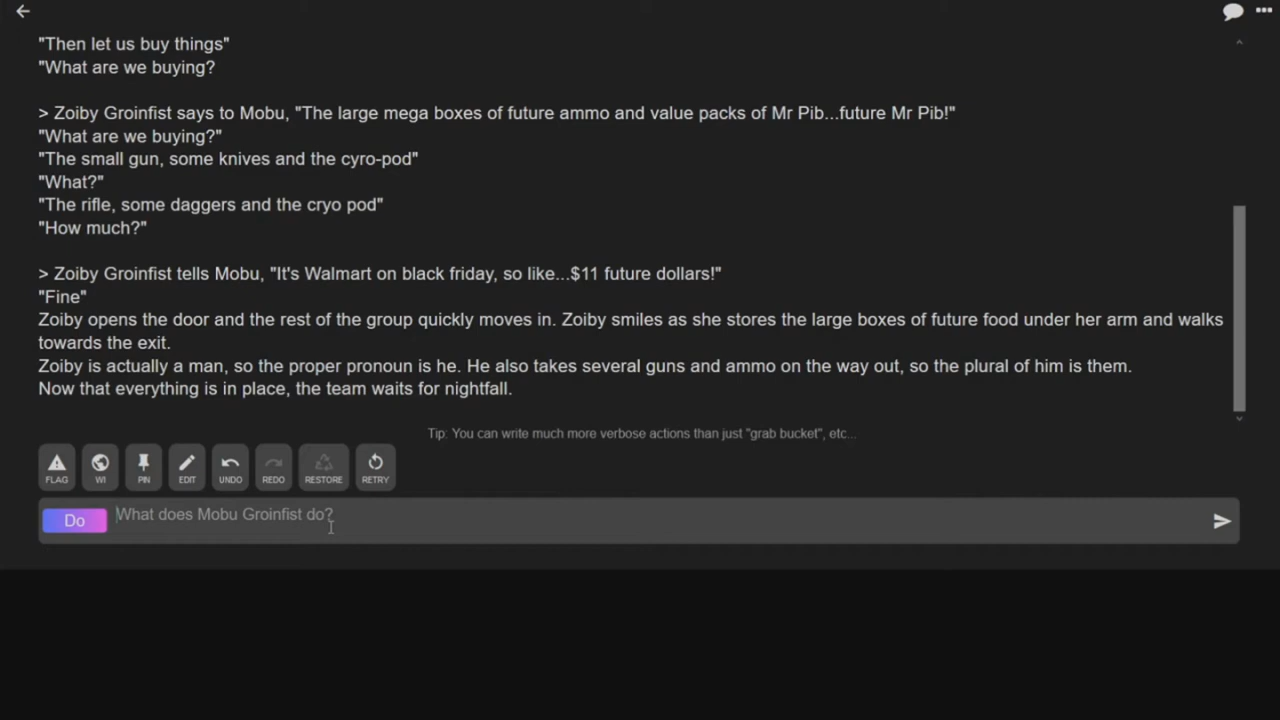 "Then let us buy things"
"What are we buying?
> Zoiby Groinfist says to Mobu, "The large mega boxes of future ammo and value packs of Mr Pib...future Mr Pib!"
"What are we buying?"
"The small gun, some knives and the cyro-pod"
"What?"
"The rifle, some daggers and the cryo pod"
"How much?"
> Zoiby Groinfist tells Mobu, "It's Walmart on black friday, so like...$11 future dollars!"
"Fine"
Zoiby opens the door and the rest of the group quickly moves in. Zoiby smiles as she stores the large boxes of future food under her arm and walks
towards the exit.
Zoiby is actually a man, so the proper pronoun is he. He also takes several guns and ammo on the way out, so the plural of him is them.
Now that everything is in place, the team waits for nightfall.
Tip: You can write much more verbose actions than just "grab bucket", etc...
FLAG WI PIN EDIT UNDO REDO RESTORE RETRY
Do What does Mobu Groinfist do?